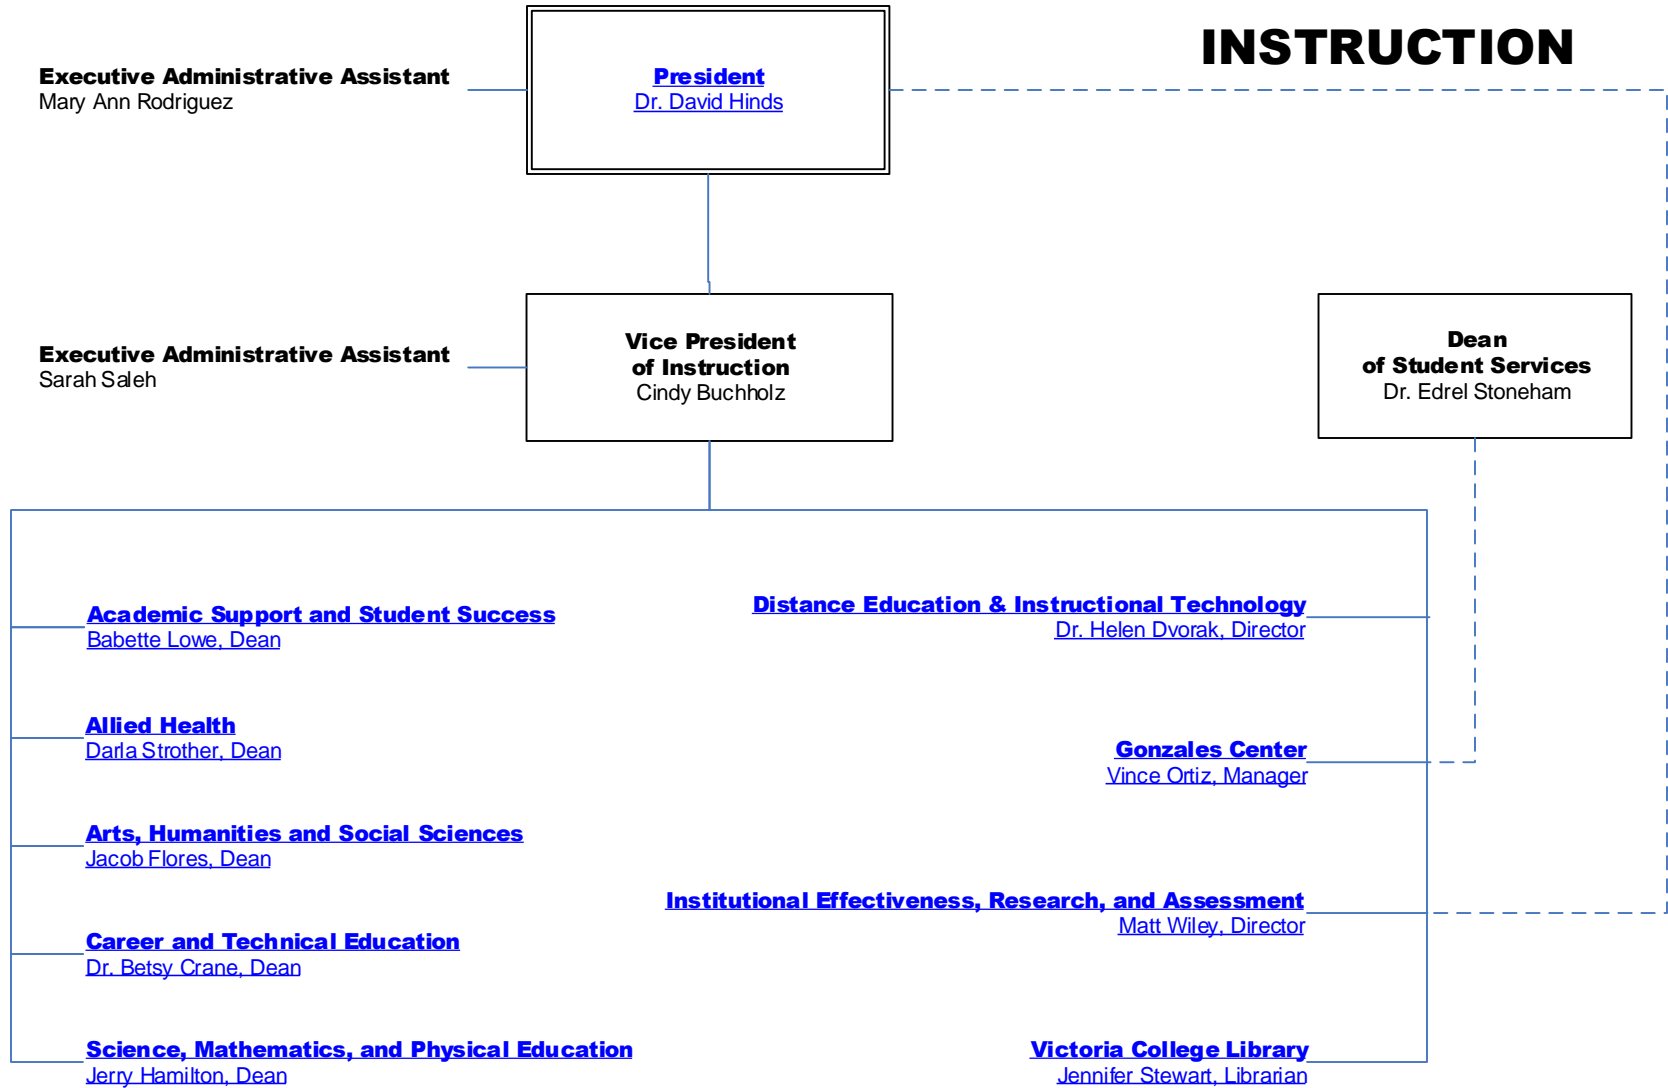 INSTRUCTION
Executive Administrative Assistant
Mary Ann Rodriguez
President
Dr. David Hinds
Executive Administrative Assistant
Sarah Saleh
Vice President
of Instruction
Cindy Buchholz
Dean
of Student Services
Dr. Edrel Stoneham
Academic Support and Student Success
Babette Lowe, Dean
Allied Health
Darla Strother, Dean
Arts, Humanities and Social Sciences
Jacob Flores, Dean
Career and Technical Education
Dr. Betsy Crane, Dean
Science, Mathematics, and Physical Education
Jerry Hamilton, Dean
Distance Education & Instructional Technology
Dr. Helen Dvorak, Director
Gonzales Center
Vince Ortiz, Manager
Institutional Effectiveness, Research, and Assessment
Matt Wiley, Director
Victoria College Library
Jennifer Stewart, Librarian